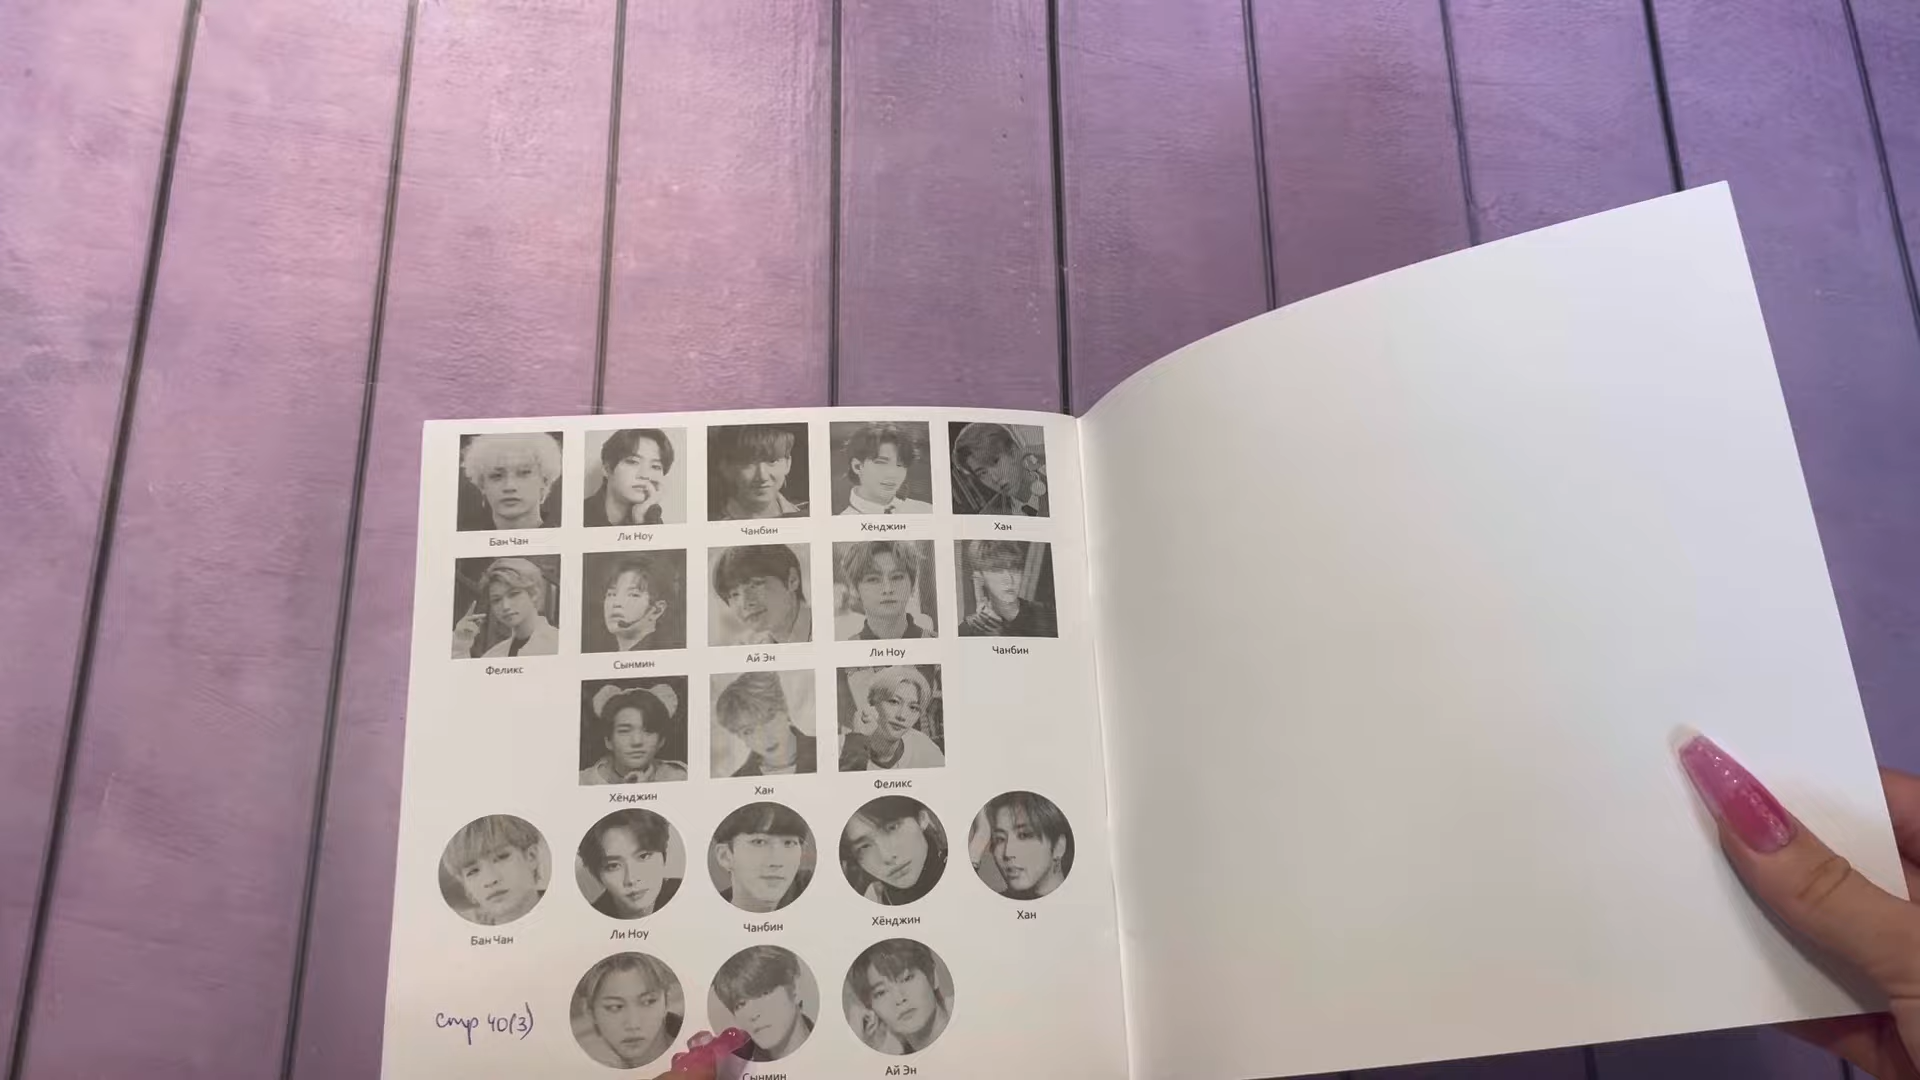 Бан Чан
Ли Ноу
Чанбин
Хёнджин
Хан
Феликс
Сынмин
Ай Эн
Ли Ноу
Чанбин
Хёнджин
Хан
Феликс
Бан Чан
Ли Ноу
Чанбин
Хёнджин
Хан
стр 40(3)
Сынмин
Ай Эн